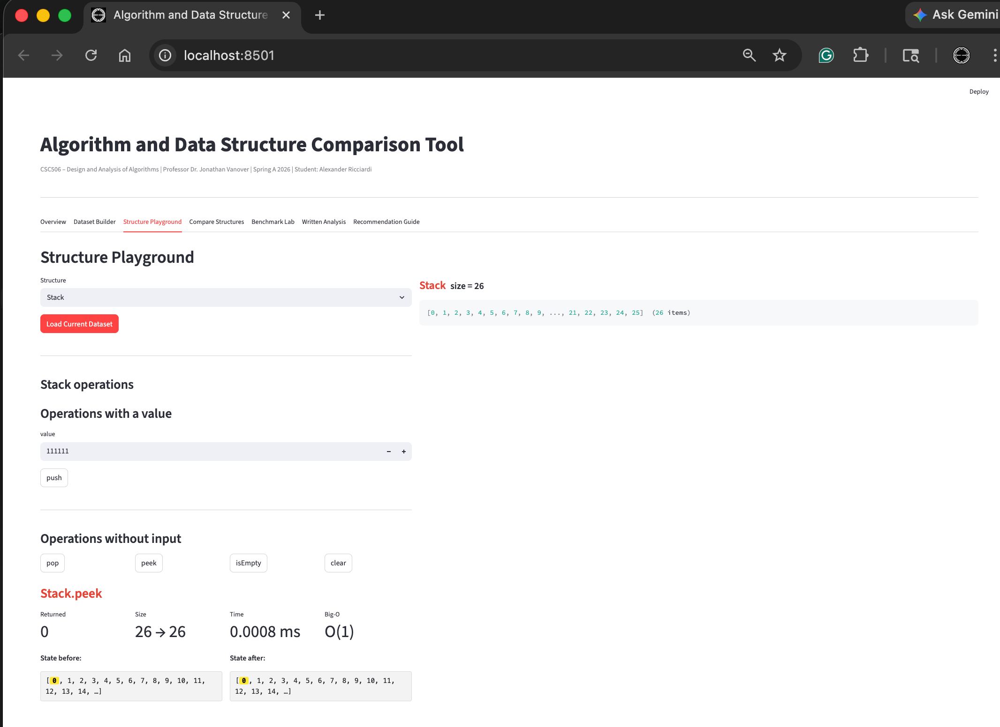 Algorithm and Data Structure
Ask Gemini
localhost:8501
Deploy
Algorithm and Data Structure Comparison Tool
CSC506 – Design and Analysis of Algorithms | Professor Dr. Jonathan Vanover | Spring A 2026 | Student: Alexander Ricciardi
Overview Dataset Builder Structure Playground Compare Structures Benchmark Lab Written Analysis Recommendation Guide
Structure Playground
Structure
Stack
Load Current Dataset
Stack size = 26
[0, 1, 2, 3, 4, 5, 6, 7, 8, 9, ..., 21, 22, 23, 24, 25] (26 items)
Stack operations
Operations with a value
value
111111 − +
push
Operations without input
pop peek isEmpty clear
Stack.peek
Returned Size Time Big-O
0 26 → 26 0.0008 ms O(1)
State before:
[0, 1, 2, 3, 4, 5, 6, 7, 8, 9, 10, 11,
12, 13, 14, …]
State after:
[0, 1, 2, 3, 4, 5, 6, 7, 8, 9, 10, 11,
12, 13, 14, …]